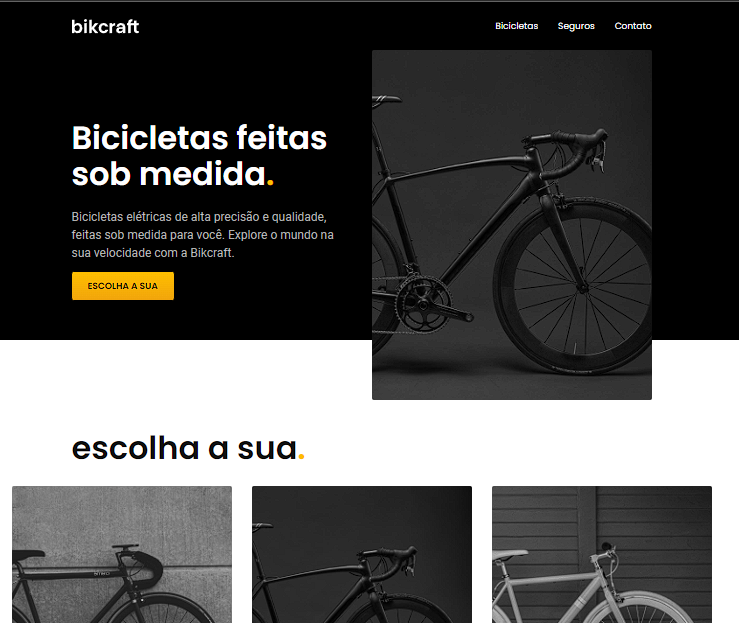 bikcraft
Bicicletas
Seguros
Contato
Bicicletas feitas
sob medida.
Bicicletas elétricas de alta precisão e qualidade,
feitas sob medida para você. Explore o mundo na
sua velocidade com a Bikcraft.
ESCOLHA A SUA
escolha a sua.